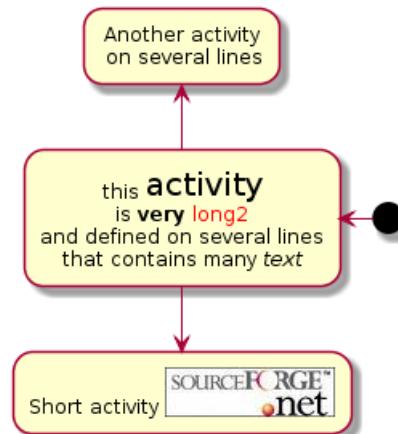 Another activity
on several lines
this activity
is very long2
and defined on several lines
that contains many text
Short activity
SOURCEFORGE™
.net